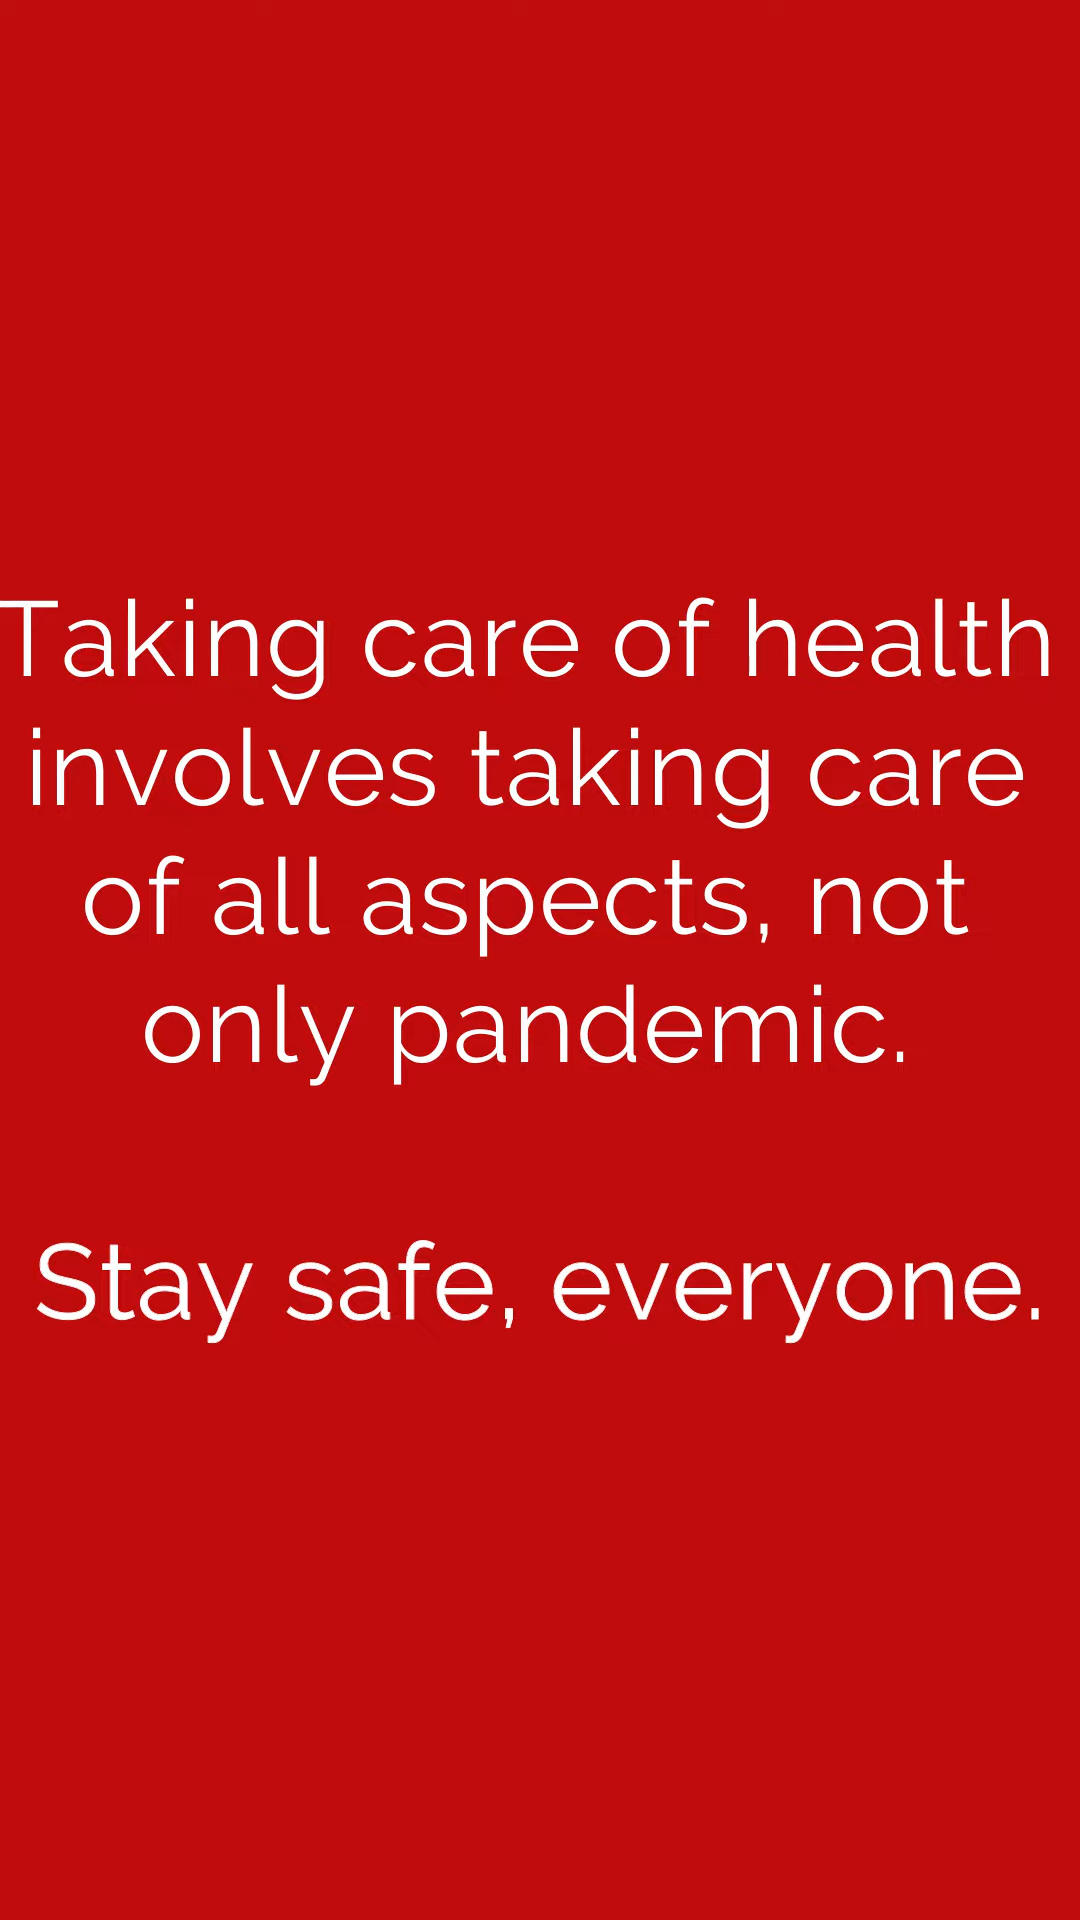 Taking care of health
involves taking care
of all aspects, not
only pandemic.
Stay safe, everyone.